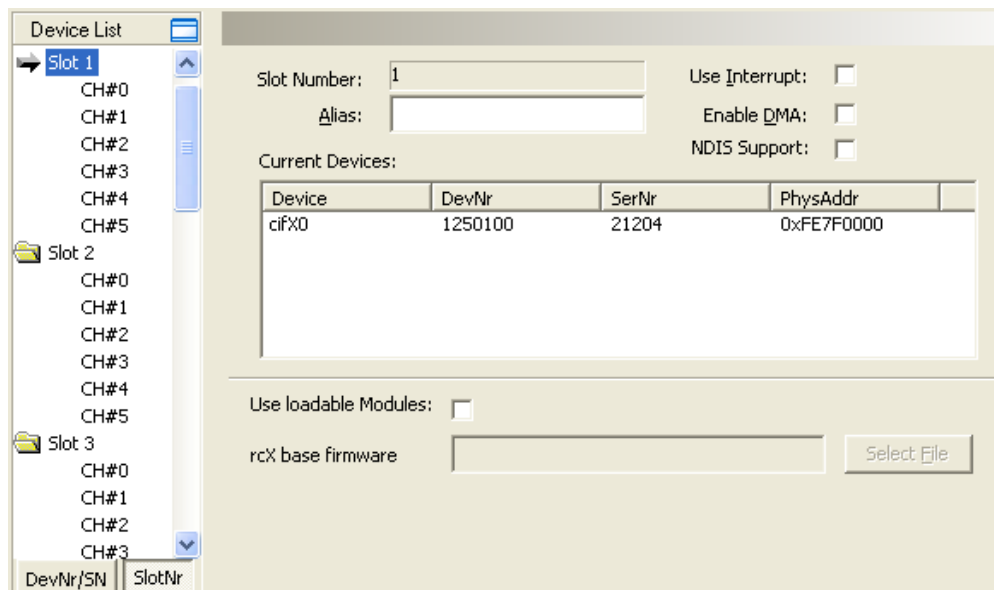 Device List
Slot 1
CH#0
CH#1
CH#2
CH#3
CH#4
CH#5
Slot 2
CH#0
CH#1
CH#2
CH#3
CH#4
CH#5
Slot 3
CH#0
CH#1
CH#2
CH#3
DevNr/SN SlotNr
Slot Number: 1 Use Interrupt:
Alias: Enable DMA:
NDIS Support:
Current Devices:
Device DevNr SerNr PhysAddr
cifX0 1250100 21204 0xFE7F0000
Use loadable Modules:
rcX base firmware Select File